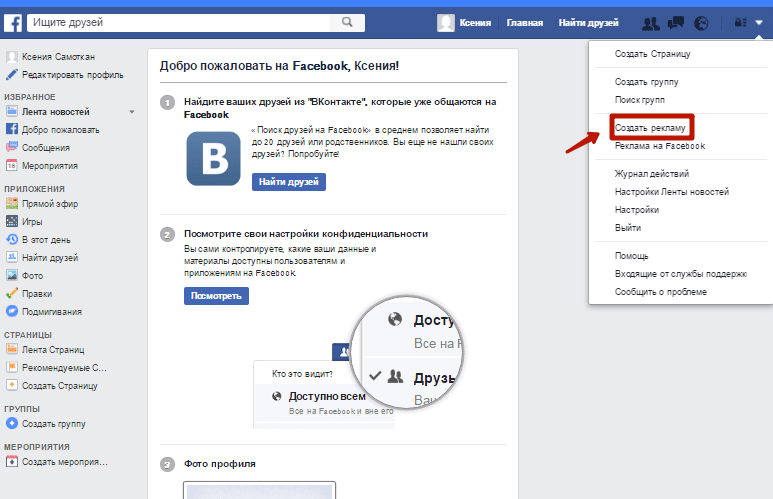 Ищите друзей
Ксения
Главная
Найти друзей
Ксения Самоткан
Редактировать профиль
ИЗБРАННОЕ
Лента новостей
Добро пожаловать
Сообщения
18 Мероприятия
ПРИЛОЖЕНИЯ
Прямой эфир
Игры
В этот день
Найти друзей
Фото
Правки
Подмигивания
СТРАНИЦЫ
Лента Страниц
Рекомендуемые С...
Создать Страницу
ГРУППЫ
Создать группу
МЕРОПРИЯТИЯ
Создать мероприя...
Добро пожаловать на Facebook, Ксения!
1 Найдите ваших друзей из "ВКонтакте", которые уже общаются на
Facebook
В
«Поиск друзей на Facebook» в среднем позволяет найти
до 20 друзей или родственников. Вы еще не нашли своих
друзей? Попробуйте!
Найти друзей
2 Посмотрите свои настройки конфиденциальности
Вы сами контролируете, какие ваши данные и
материалы доступны пользователям и
приложениям на Facebook.
Посмотреть
Кто это видит?
Доступно всем
Все на Facebook и вне его
Досту
Все на F
Друзь
Ваш
3 Фото профиля
Создать Страницу
Создать группу
Поиск групп
Создать рекламу
Реклама на Facebook
Журнал действий
Настройки Ленты новостей
Настройки
Выйти
Помощь
Входящие от службы поддержк
Сообщить о проблеме